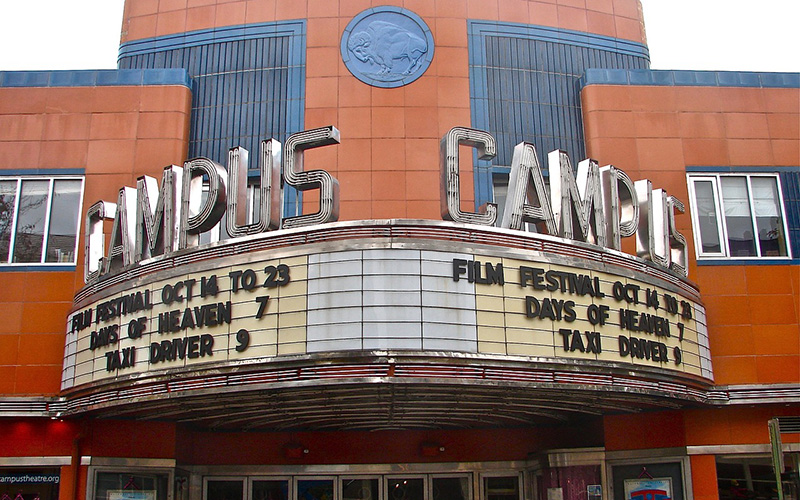 CAMPUS
CAMPUS
FILM FESTIVAL OCT 14 TO 23
DAYS OF HEAVEN 7
TAXI DRIVER 9
FILM FESTIVAL OCT 14 TO 23
DAYS OF HEAVEN 7
TAXI DRIVER 9
campustheatre.org